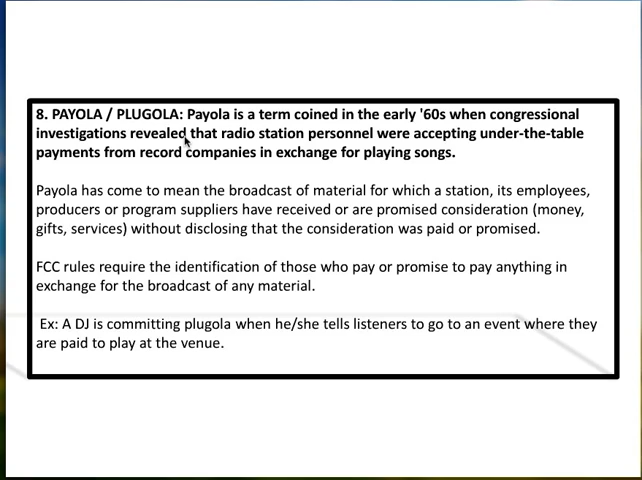 8. PAYOLA / PLUGOLA: Payola is a term coined in the early '60s when congressional
investigations revealed that radio station personnel were accepting under-the-table
payments from record companies in exchange for playing songs.
Payola has come to mean the broadcast of material for which a station, its employees,
producers or program suppliers have received or are promised consideration (money,
gifts, services) without disclosing that the consideration was paid or promised.
FCC rules require the identification of those who pay or promise to pay anything in
exchange for the broadcast of any material.
Ex: A DJ is committing plugola when he/she tells listeners to go to an event where they
are paid to play at the venue.